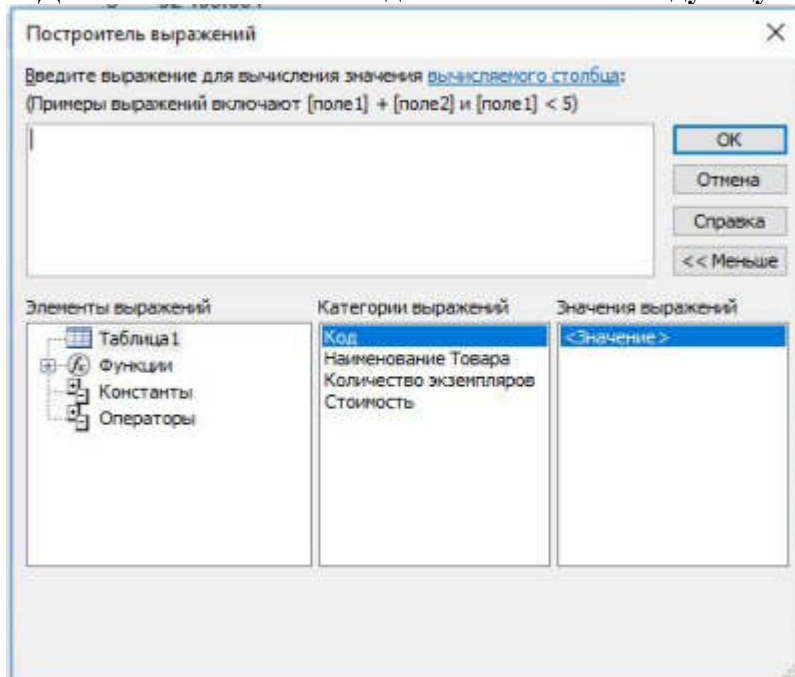 Построитель выражений
Введите выражение для вычисления значения вычисляемого столбца:
(Примеры выражений включают [поле1] + [поле2] и [поле1] < 5)
ОК
Отмена
Справка
<< Меньше
Элементы выражений
Категории выражений
Значения выражений
Таблица1
Функции
Константы
Операторы
Код
Наименование Товара
Количество экземпляров
Стоимость
<Значение>